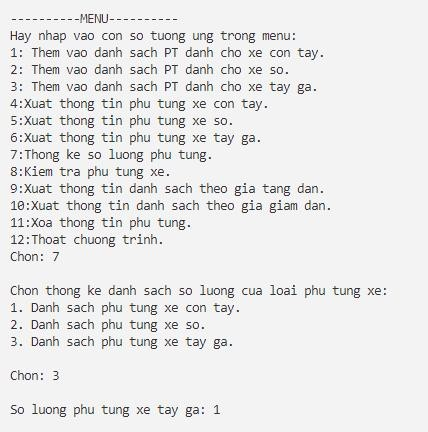 ----------MENU----------
Hay nhap vao con so tuong ung trong menu:
1: Them vao danh sach PT danh cho xe con tay.
2: Them vao danh sach PT danh cho xe so.
3: Them vao danh sach PT danh cho xe tay ga.
4:Xuat thong tin phu tung xe con tay.
5:Xuat thong tin phu tung xe so.
6:Xuat thong tin phu tung xe tay ga.
7:Thong ke so luong phu tung.
8:Kiem tra phu tung xe.
9:Xuat thong tin danh sach theo gia tang dan.
10:Xuat thong tin danh sach theo gia giam dan.
11:Xoa thong tin phu tung.
12:Thoat chuong trinh.
Chon: 7
Chon thong ke danh sach so luong cua loai phu tung xe:
1. Danh sach phu tung xe con tay.
2. Danh sach phu tung xe so.
3. Danh sach phu tung xe tay ga.
Chon: 3
So luong phu tung xe tay ga: 1